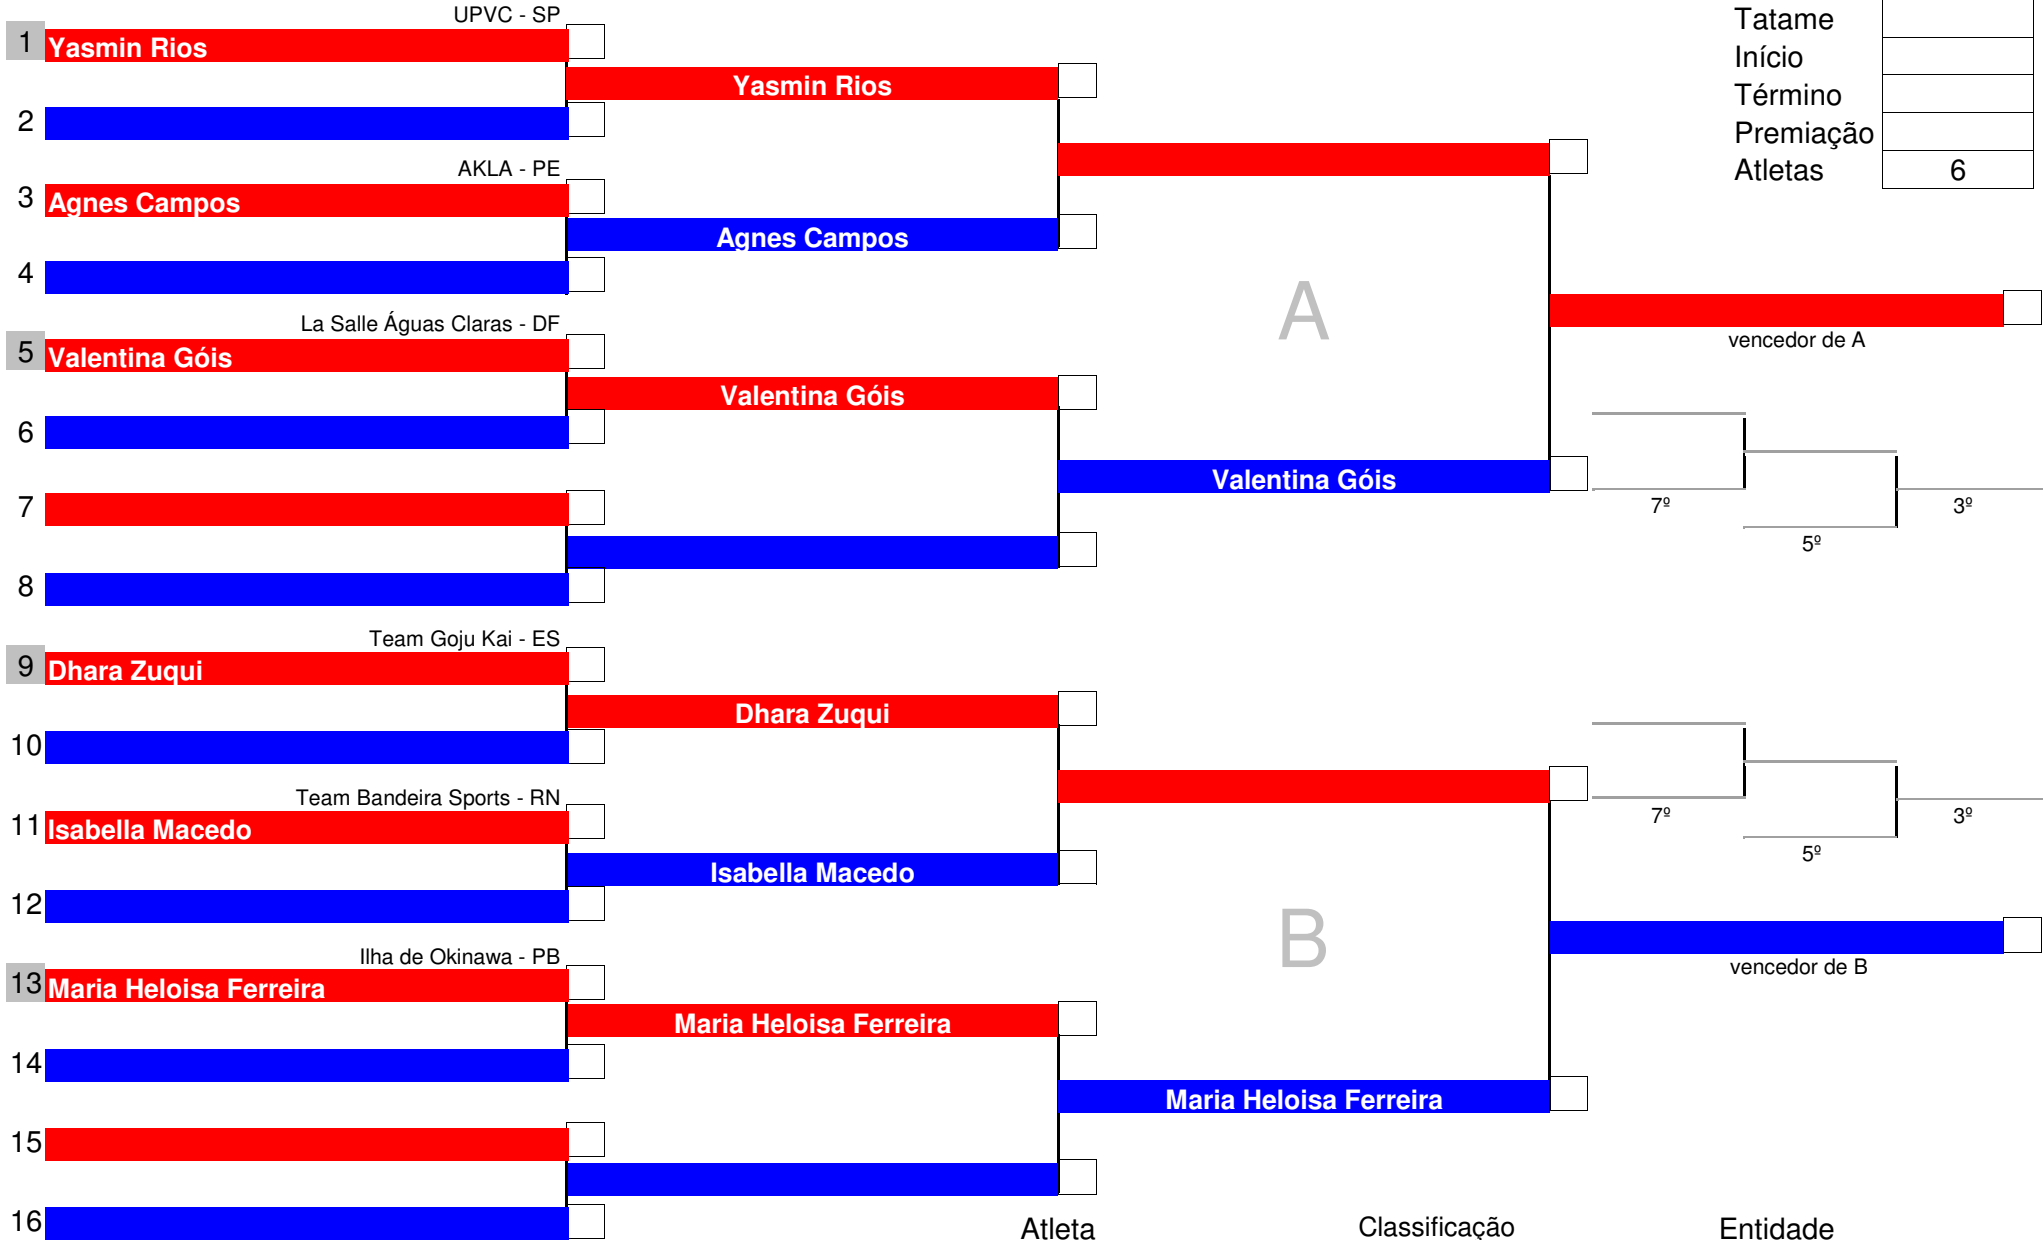 UPVC - SP
1 Yasmin Rios
Yasmin Rios
2
AKLA - PE
3 Agnes Campos
Agnes Campos
4
La Salle Águas Claras - DF
5 Valentina Góis
Valentina Góis
6
Valentina Góis
7
8
Team Goju Kai - ES
9 Dhara Zuqui
Dhara Zuqui
10
Team Bandeira Sports - RN
11 Isabella Macedo
Isabella Macedo
12
Ilha de Okinawa - PB
13 Maria Heloisa Ferreira
Maria Heloisa Ferreira
14
Maria Heloisa Ferreira
15
16
A
B
Tatame
Início
Término
Premiação
Atletas 6
vencedor de A
7º
3º
5º
7º
3º
5º
vencedor de B
Atleta Classificação Entidade